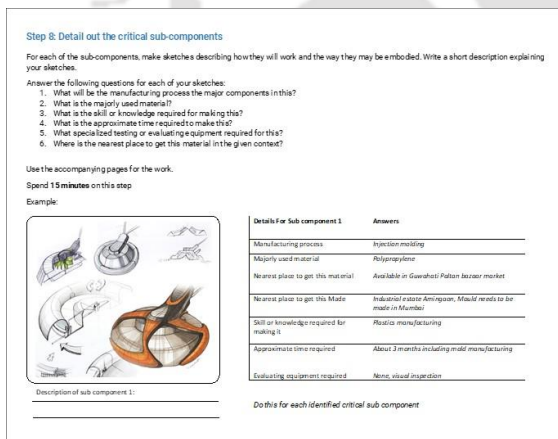 Step 8: Detail out the critical sub-components
For each of the sub-components, make sketches describing how they will work and the way they may be embodied. Write a short description explaining
your sketches.
Answer the following questions for each of your sketches:
1. What will be the manufacturing process the major components in this?
2. What is the majorly used material?
3. What is the skill or knowledge required for making this?
4. What is the approximate time required to make this?
5. What specialized testing or evaluating equipment required for this?
6. Where is the nearest place to get this material in the given context?
Use the accompanying pages for the work.
Spend 15 minutes on this step
Example:
Details For Sub component 1 Answers
Manufacturing process Injection molding
Majorly used material Polypropylene
Nearest place to get this material Available in Guwahati Paltan bazaar market
Nearest place to get this Made Industrial estate Amingaon, Mould needs to be
made in Mumbai
Skill or knowledge required for Plastics manufacturing
making it
Approximate time required About 3 months including mold manufacturing
Evaluating equipment required None, visual inspection
Description of sub component 1:
Do this for each identified critical sub component